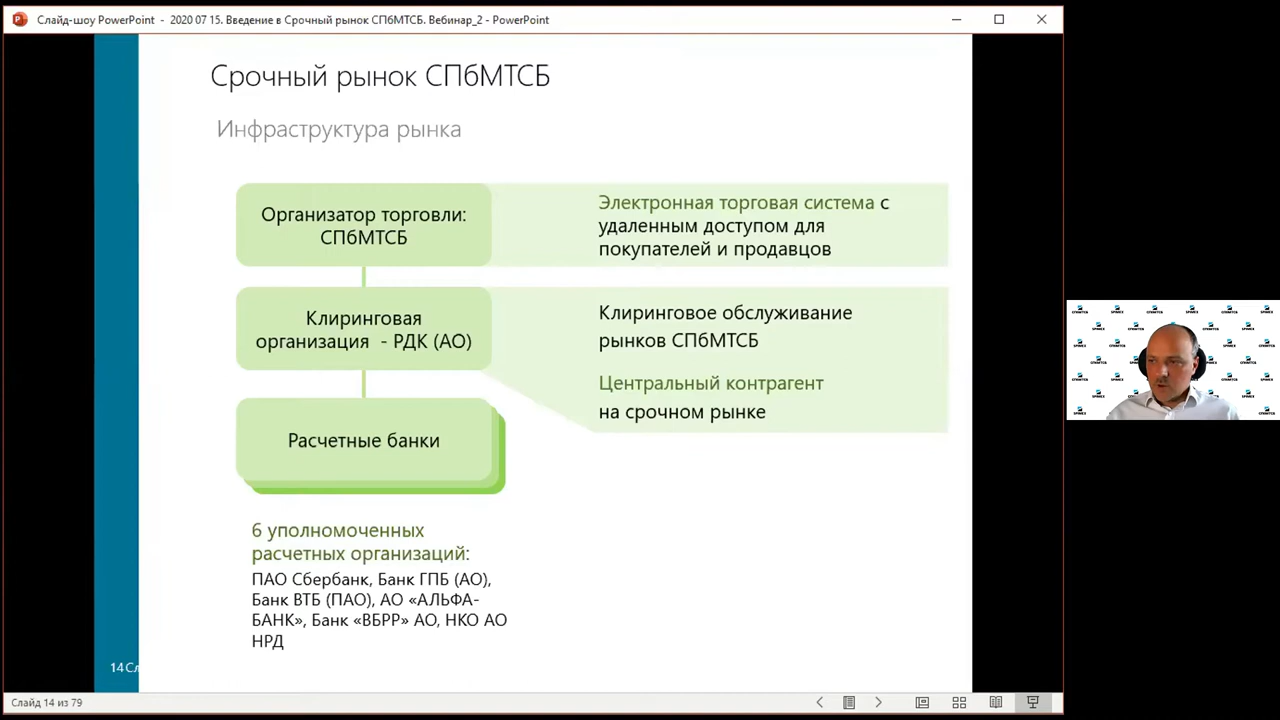 Слайд-шоу PowerPoint - 2020 07 15. Введение в Срочный рынок СПбМТСБ. Вебинар_2 - PowerPoint
Срочный рынок СПбМТСБ
Инфраструктура рынка
Организатор торговли:
СПбМТСБ
Электронная торговая система с
удаленным доступом для
покупателей и продавцов
Клиринговая
организация - РДК (АО)
Клиринговое обслуживание
рынков СПбМТСБ
Центральный контрагент
на срочном рынке
Расчетные банки
6 уполномоченных
расчетных организаций:
ПАО Сбербанк, Банк ГПБ (АО),
Банк ВТБ (ПАО), АО «АЛЬФА-
БАНК», Банк «ВБРР» АО, НКО АО
НРД
14 Сл
Слайд 14 из 79